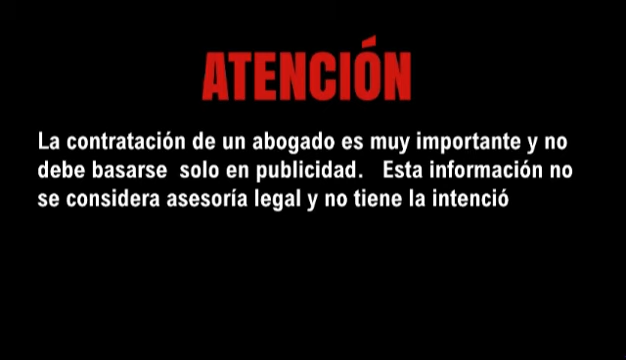 ATENCIÓN
La contratación de un abogado es muy importante y no
debe basarse solo en publicidad. Esta información no
se considera asesoría legal y no tiene la intenció